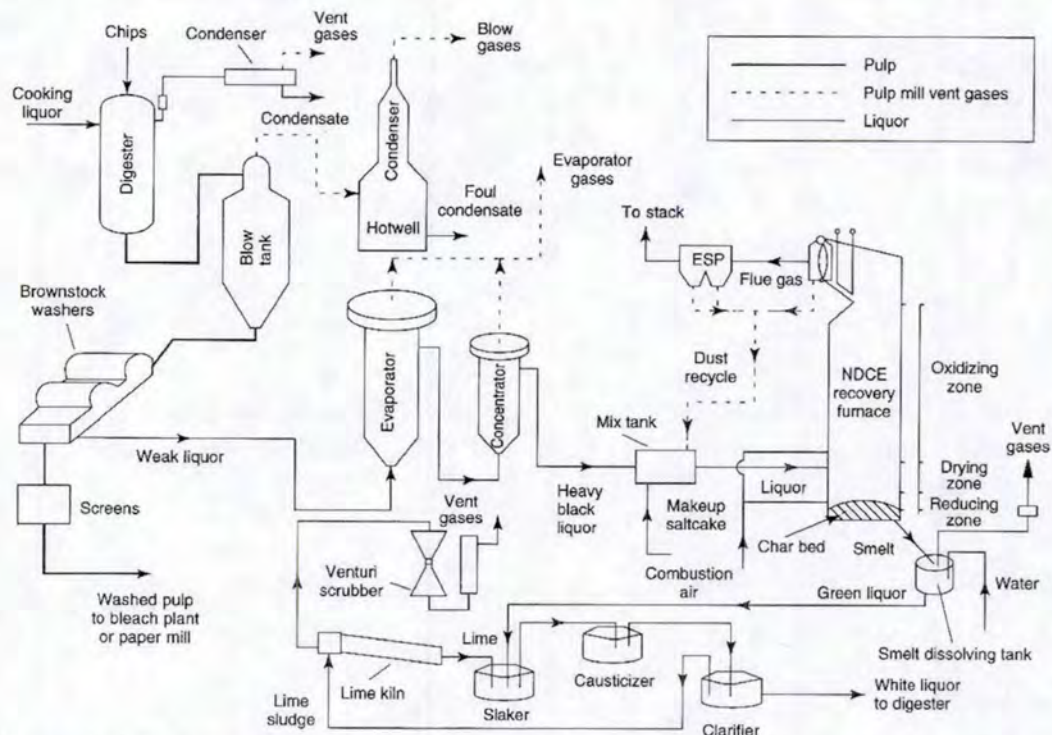 Chips
Condenser
Vent
gases
Blow
gases
Pulp
Pulp mill vent gases
Liquor
Cooking
liquor
Condensate
Digester
Condenser
Evaporator
gases
Foul
condensate
Hotwell
To stack
ESP
Flue gas
Blow
tank
Brownstock
washers
Dust
recycle
NDCE
recovery
furnace
Oxidizing
zone
Evaporator
Concentrator
Mix tank
Vent
gases
Weak liquor
Drying
zone
Liquor
Heavy
black
liquor
Makeup
saltcake
Reducing
zone
Screens
Vent
gases
Char bed
Smelt
Venturi
scrubber
Combustion
air
Green liquor
Water
Washed pulp
to bleach plant
or paper mill
Lime
Smelt dissolving tank
Lime kiln
Causticizer
Lime
sludge
Slaker
Clarifier
White liquor
to digester